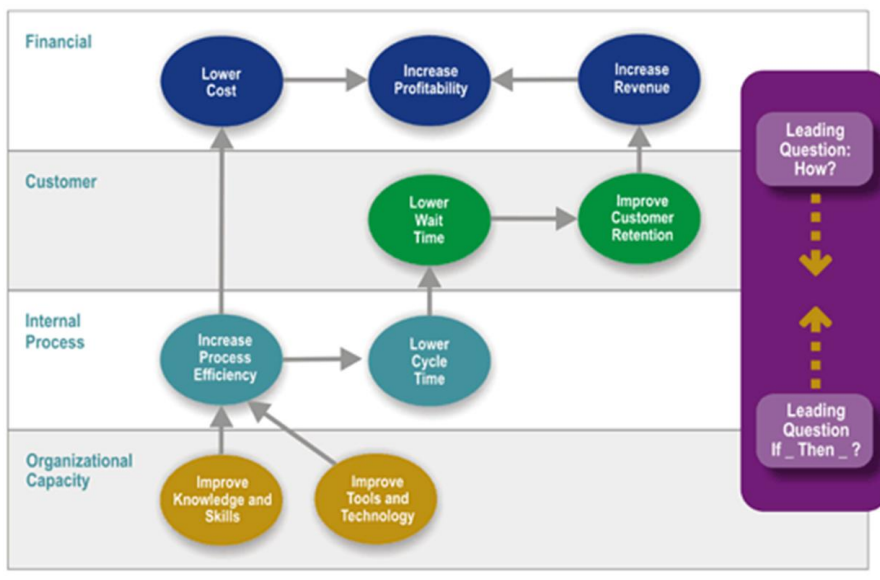 Financial
Lower
Cost
Increase
Profitability
Increase
Revenue
Leading
Question:
How?
Customer
Lower
Wait
Time
Improve
Customer
Retention
Internal
Process
Increase
Process
Efficiency
Lower
Cycle
Time
Leading
Question
If _ Then _ ?
Organizational
Capacity
Improve
Knowledge and
Skills
Improve
Tools and
Technology